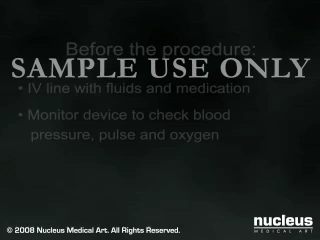 Before the procedure:
SAMPLE USE ONLY
• IV line with fluids and medication
• Monitor device to check blood
pressure, pulse and oxygen
nucleus
MEDICAL ART
© 2008 Nucleus Medical Art. All Rights Reserved.